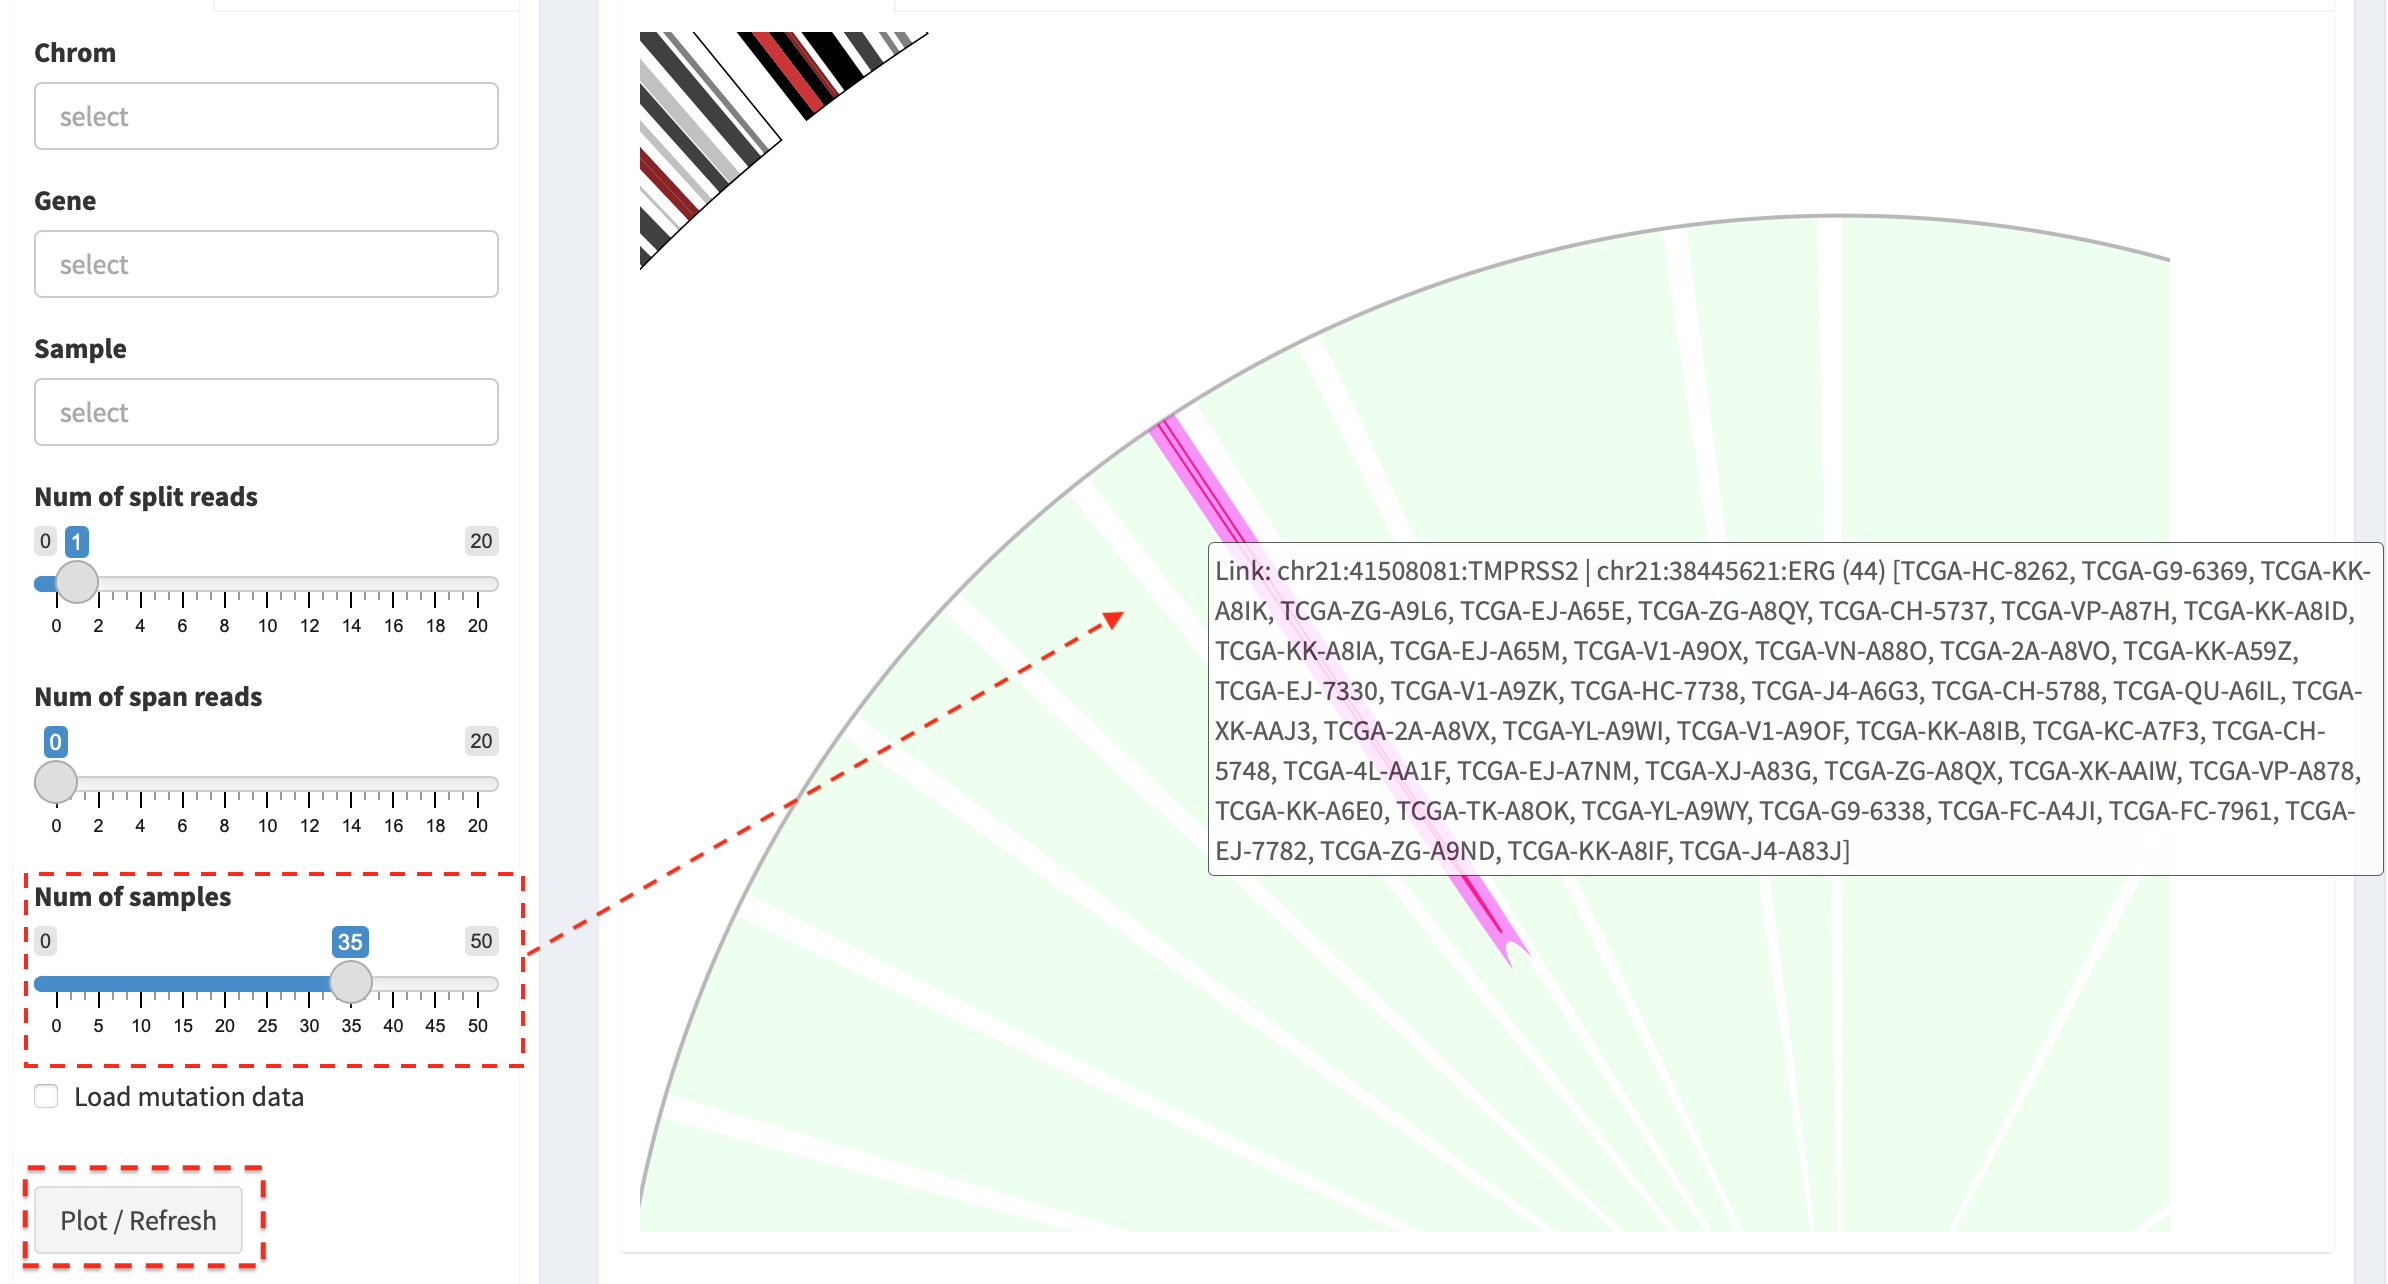 Chrom
select
Gene
select
Sample
select
Num of split reads
0 1 20
0 2 4 6 8 10 12 14 16 18 20
Num of span reads
0 20
0 2 4 6 8 10 12 14 16 18 20
Num of samples
0 35 50
0 5 10 15 20 25 30 35 40 45 50
Load mutation data
Plot / Refresh
Link: chr21:41508081:TMPRSS2 | chr21:38445621:ERG (44) [TCGA-HC-8262, TCGA-G9-6369, TCGA-KK-
A8IK, TCGA-ZG-A9L6, TCGA-EJ-A65E, TCGA-ZG-A8QY, TCGA-CH-5737, TCGA-VP-A87H, TCGA-KK-A8ID,
TCGA-KK-A8IA, TCGA-EJ-A65M, TCGA-V1-A9OX, TCGA-VN-A88O, TCGA-2A-A8VO, TCGA-KK-A59Z,
TCGA-EJ-7330, TCGA-V1-A9ZK, TCGA-HC-7738, TCGA-J4-A6G3, TCGA-CH-5788, TCGA-QU-A6IL, TCGA-
XK-AAJ3, TCGA-2A-A8VX, TCGA-YL-A9WI, TCGA-V1-A9OF, TCGA-KK-A8IB, TCGA-KC-A7F3, TCGA-CH-
5748, TCGA-4L-AA1F, TCGA-EJ-A7NM, TCGA-XJ-A83G, TCGA-ZG-A8QX, TCGA-XK-AAIW, TCGA-VP-A878,
TCGA-KK-A6E0, TCGA-TK-A8OK, TCGA-YL-A9WY, TCGA-G9-6338, TCGA-FC-A4JI, TCGA-FC-7961, TCGA-
EJ-7782, TCGA-ZG-A9ND, TCGA-KK-A8IF, TCGA-J4-A83J]